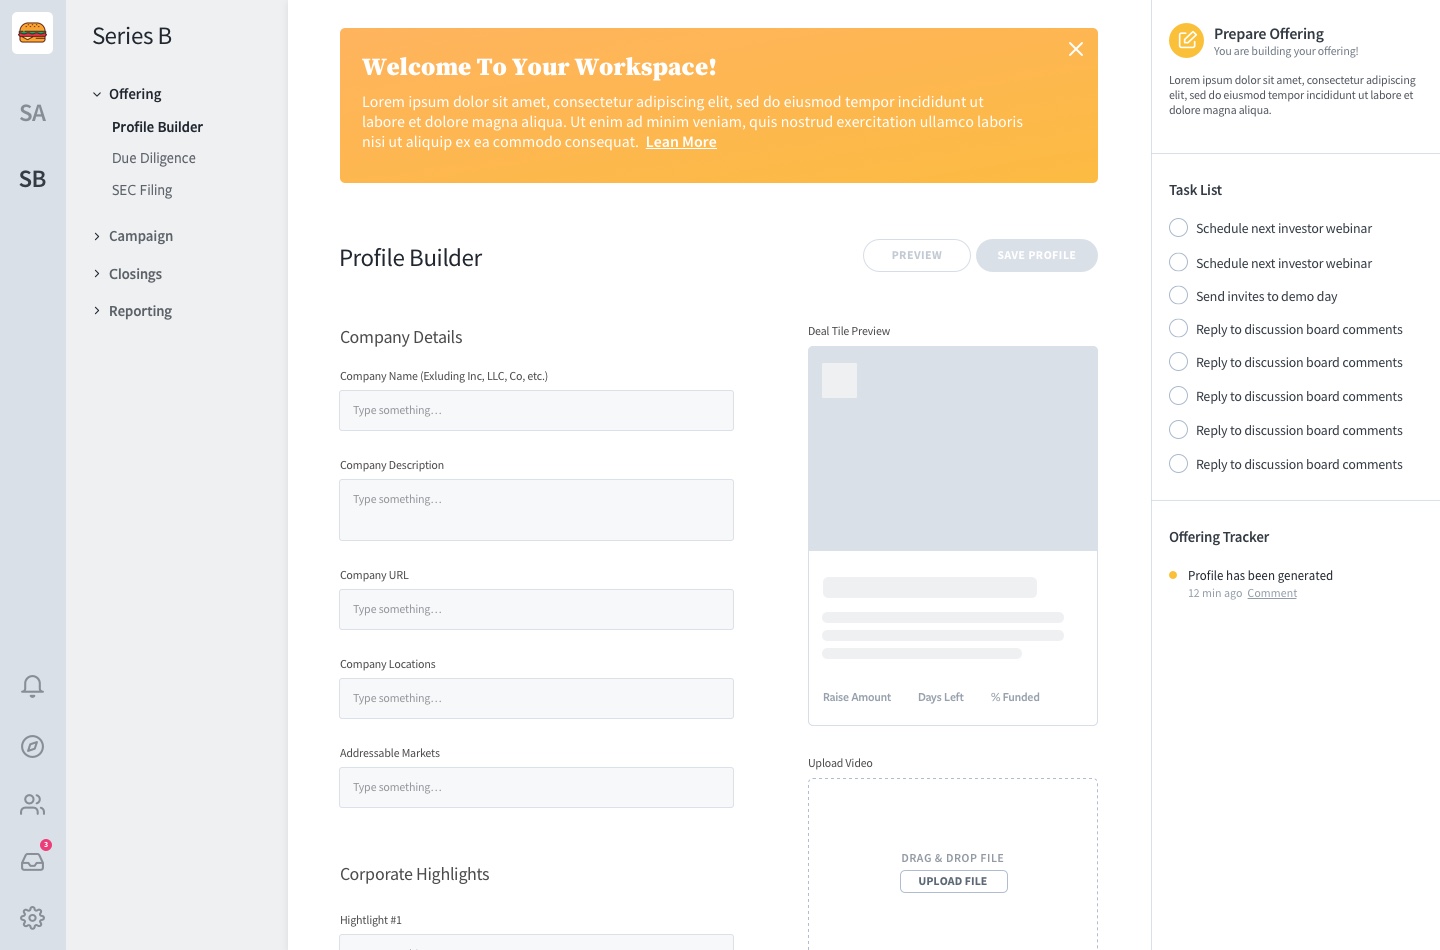 SA
SB
3
Series B
Offering
Profile Builder
Due Diligence
SEC Filing
Campaign
Closings
Reporting
Welcome To Your Workspace!
Lorem ipsum dolor sit amet, consectetur adipiscing elit, sed do eiusmod tempor incididunt ut
labore et dolore magna aliqua. Ut enim ad minim veniam, quis nostrud exercitation ullamco laboris
nisi ut aliquip ex ea commodo consequat. Lean More
Profile Builder
PREVIEW
SAVE PROFILE
Company Details
Company Name (Exluding Inc, LLC, Co, etc.)
Type something...
Company Description
Type something...
Company URL
Type something...
Company Locations
Type something...
Addressable Markets
Type something...
Corporate Highlights
Hightlight #1
Deal Tile Preview
Raise Amount Days Left % Funded
Upload Video
DRAG & DROP FILE
UPLOAD FILE
Prepare Offering
You are building your offering!
Lorem ipsum dolor sit amet, consectetur adipiscing
elit, sed do eiusmod tempor incididunt ut labore et
dolore magna aliqua.
Task List
Schedule next investor webinar
Schedule next investor webinar
Send invites to demo day
Reply to discussion board comments
Reply to discussion board comments
Reply to discussion board comments
Reply to discussion board comments
Reply to discussion board comments
Offering Tracker
Profile has been generated
12 min ago Comment